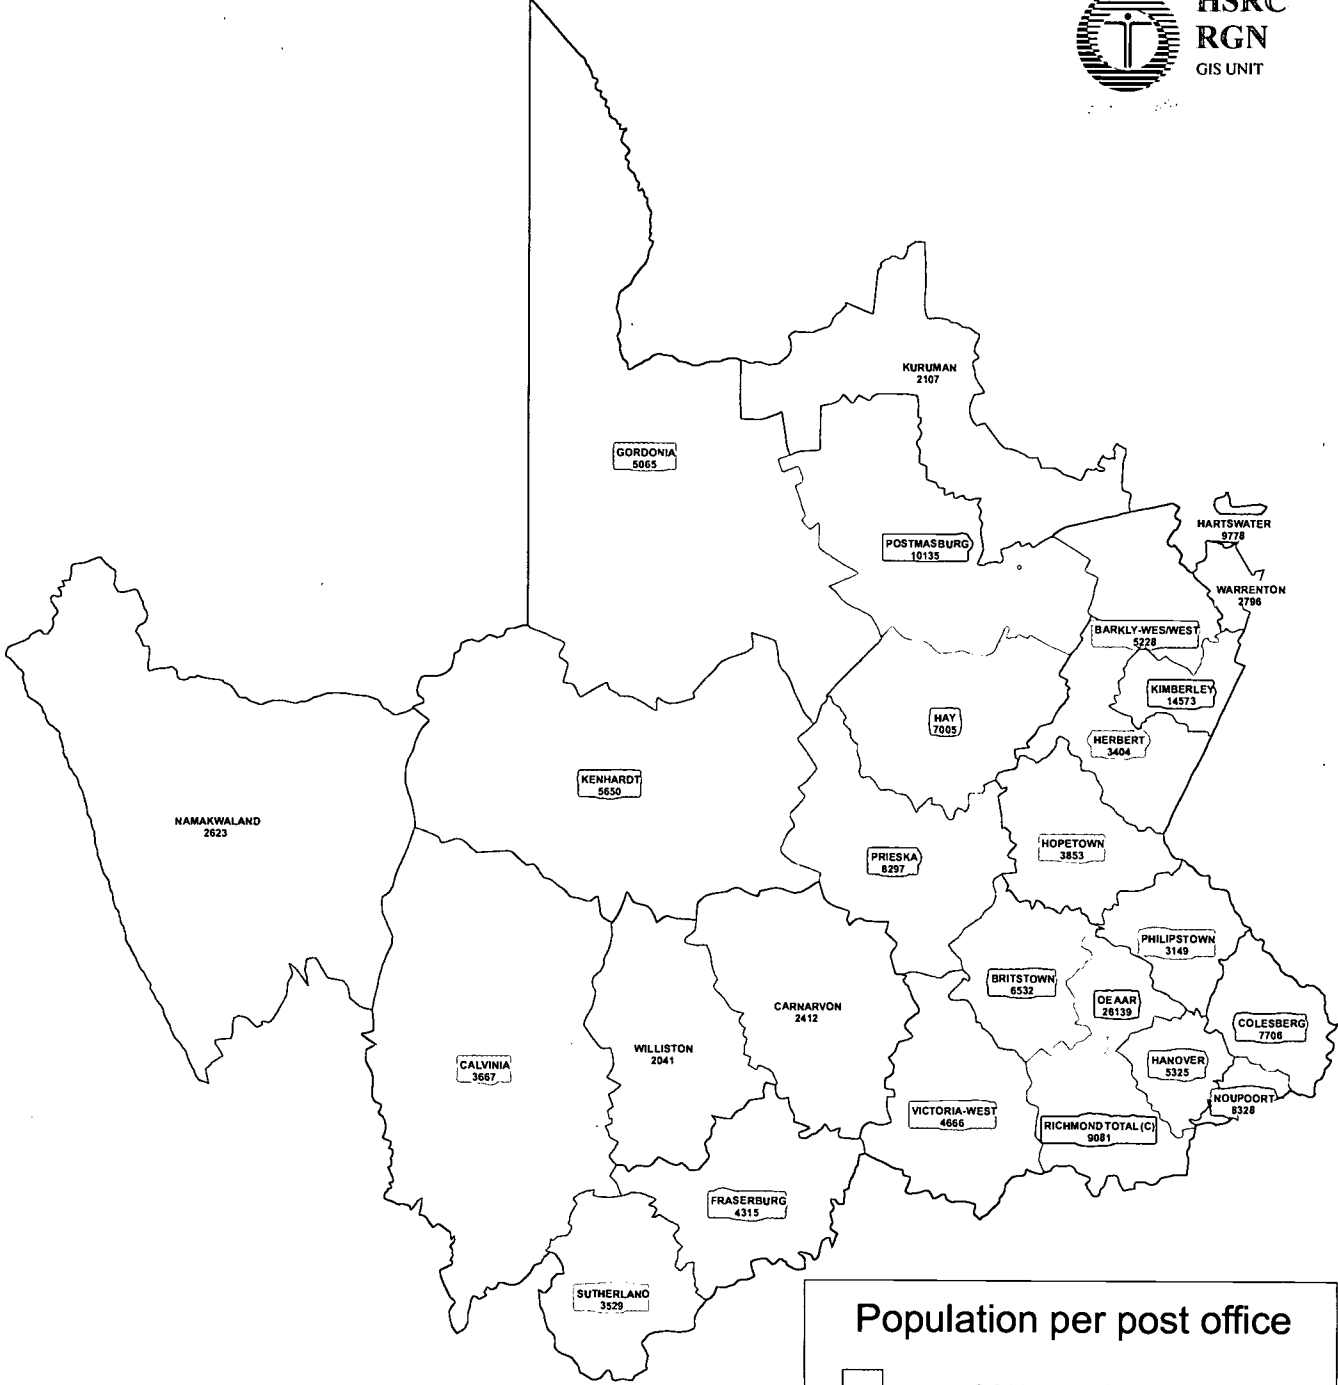 HSRC
RGN
GIS UNIT
KURUMAN
2107
GORDONIA
5065
POSTMASBURG
10135
HARTSWATER
9778
WARRENTON
2796
BARKLY-WES/WEST
5228
KIMBERLEY
14573
HAY
7005
HERBERT
3404
KENHARDT
5650
NAMAKWALAND
2623
HOPETOWN
3853
PRIESKA
8297
PHILIPSTOWN
3149
BRITSTOWN
6532
DE AAR
26139
CARNARVON
2412
COLESBERG
7706
WILLISTON
2041
CALVINIA
3667
HANOVER
5325
NOUPOORT
8328
VICTORIA-WEST
4666
RICHMOND TOTAL (C)
9081
FRASERBURG
4315
SUTHERLAND
3529
Population per post office